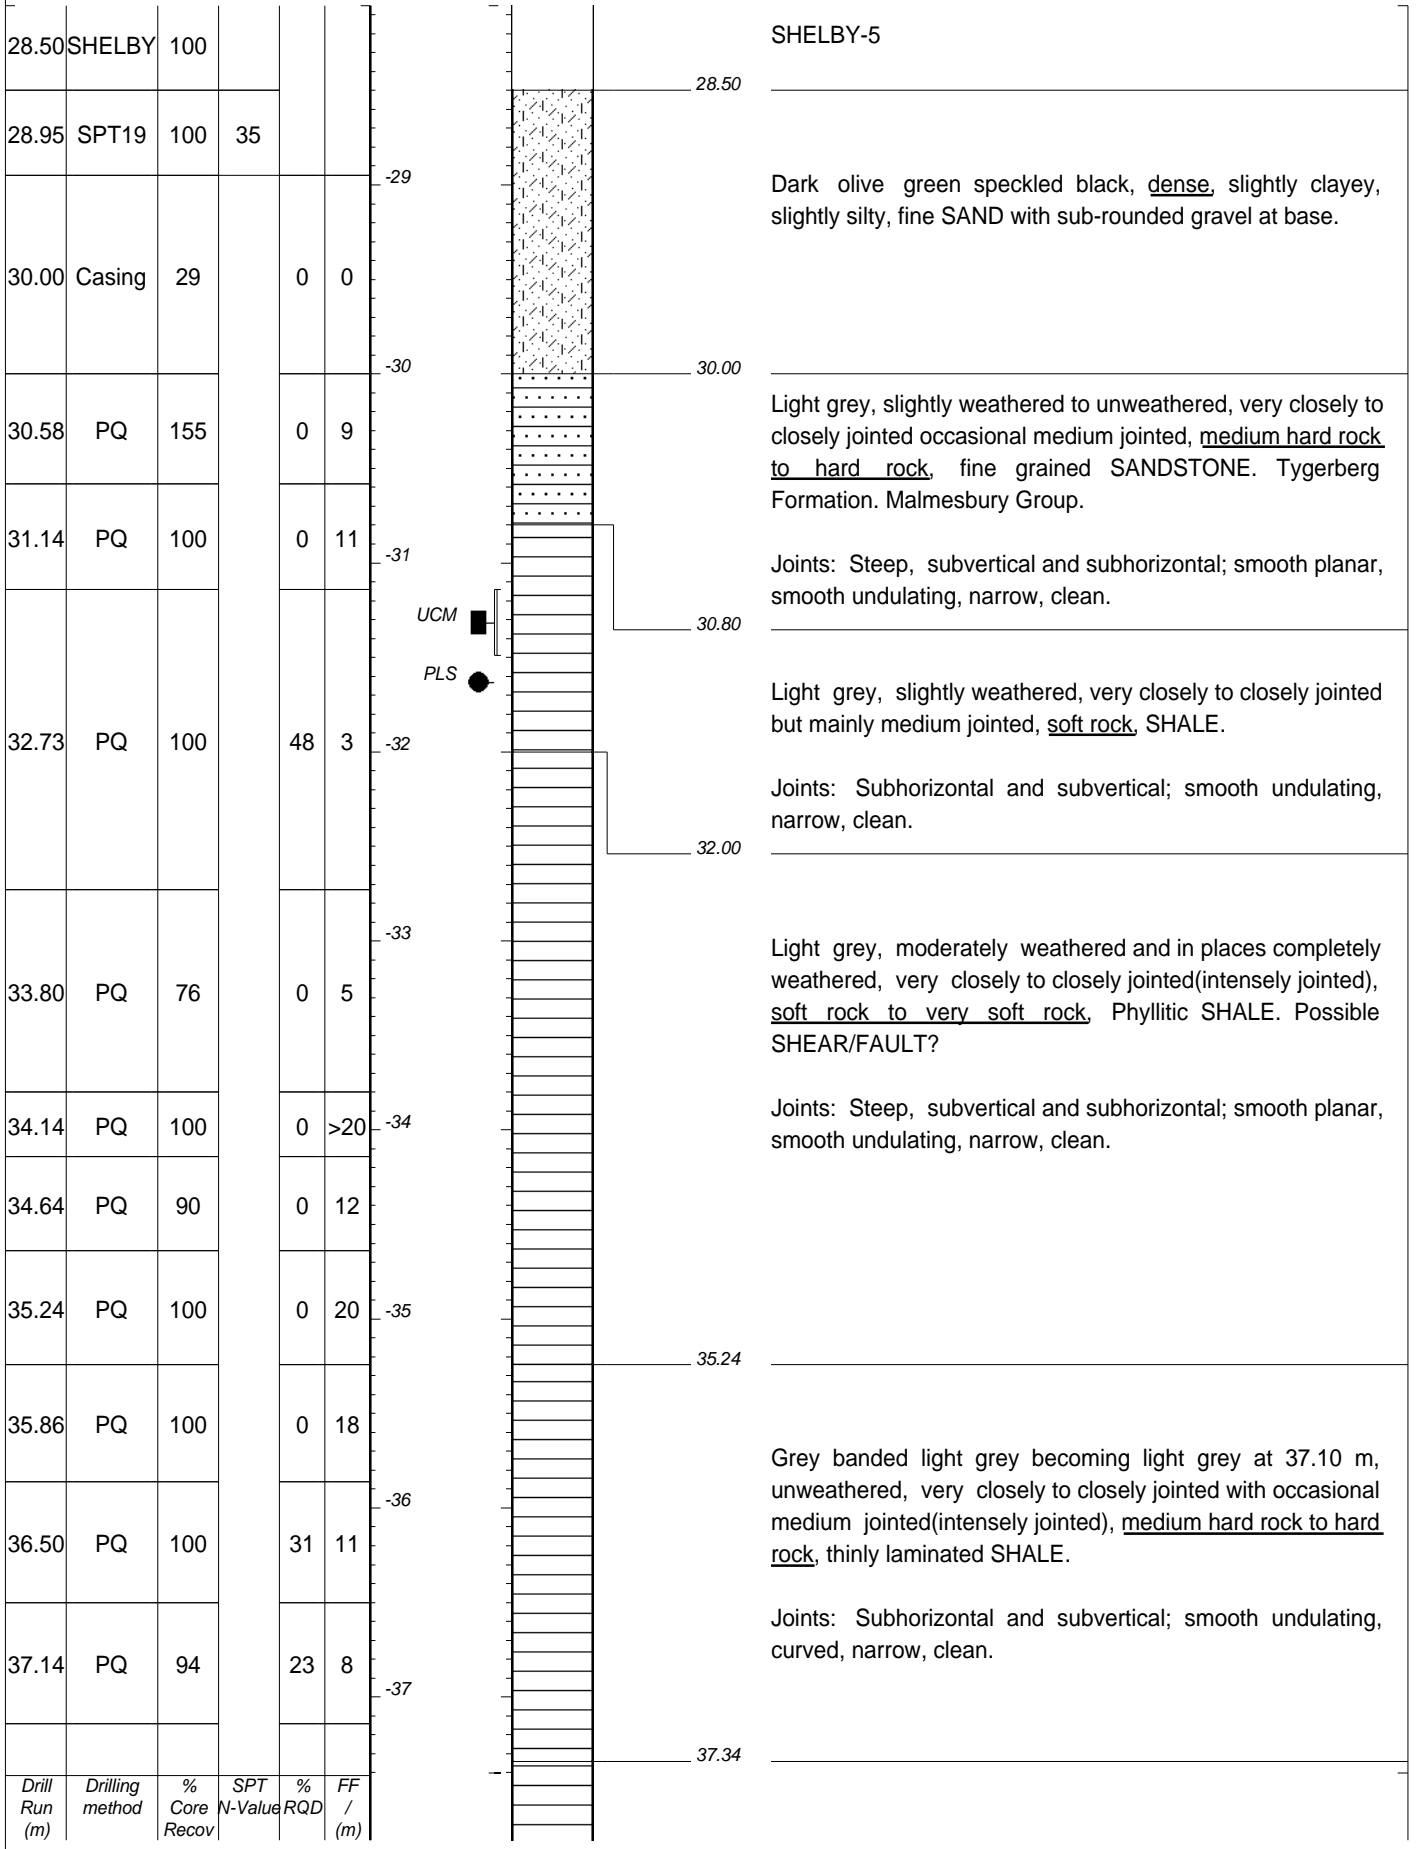 SHELBY-5
28.50 SHELBY 100
28.50
28.95 SPT19 100 35
-29
Dark olive green speckled black, dense, slightly clayey,
slightly silty, fine SAND with sub-rounded gravel at base.
30.00 Casing 29 0 0
-30
30.00
Light grey, slightly weathered to unweathered, very closely to
closely jointed occasional medium jointed, medium hard rock
to hard rock, fine grained SANDSTONE. Tygerberg
Formation. Malmesbury Group.
30.58 PQ 155 0 9
31.14 PQ 100 0 11
-31
Joints: Steep, subvertical and subhorizontal; smooth planar,
smooth undulating, narrow, clean.
UCM
30.80
PLS
Light grey, slightly weathered, very closely to closely jointed
but mainly medium jointed, soft rock, SHALE.
32.73 PQ 100 48 3
-32
Joints: Subhorizontal and subvertical; smooth undulating,
narrow, clean.
32.00
-33
Light grey, moderately weathered and in places completely
weathered, very closely to closely jointed(intensely jointed),
soft rock to very soft rock, Phyllitic SHALE. Possible
SHEAR/FAULT?
33.80 PQ 76 0 5
Joints: Steep, subvertical and subhorizontal; smooth planar,
smooth undulating, narrow, clean.
34.14 PQ 100 0 >20
-34
34.64 PQ 90 0 12
35.24 PQ 100 0 20
-35
35.24
35.86 PQ 100 0 18
Grey banded light grey becoming light grey at 37.10 m,
unweathered, very closely to closely jointed with occasional
medium jointed(intensely jointed), medium hard rock to hard
rock, thinly laminated SHALE.
-36
36.50 PQ 100 31 11
Joints: Subhorizontal and subvertical; smooth undulating,
curved, narrow, clean.
37.14 PQ 94 23 8
-37
37.34
Drill Drilling % SPT % FF
Run method Core N-Value RQD /
(m) Recov (m)